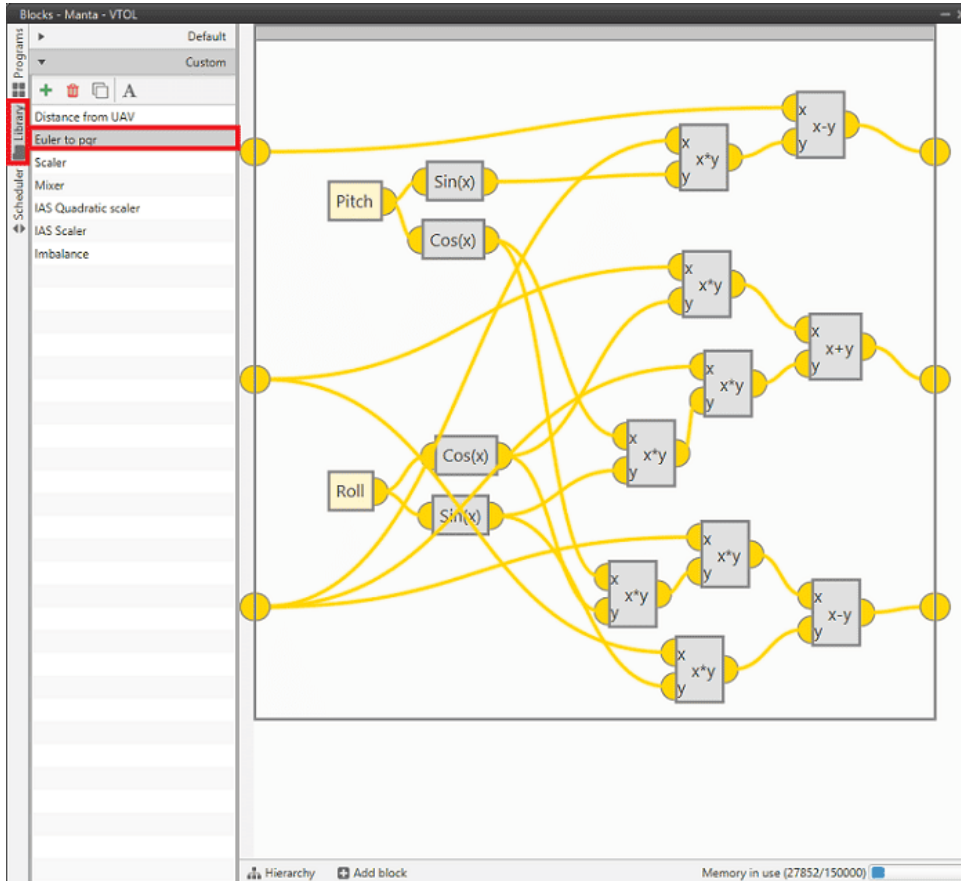 Blocks - Manta - VTOL
Programs
Library
Scheduler
Default
Custom
A
Distance from UAV
Euler to pqr
Scaler
Mixer
IAS Quadratic scaler
IAS Scaler
Imbalance
x
y
x-y
x
y
x*y
Sin(x)
Pitch
Cos(x)
x
y
x*y
x
y
x+y
x
y
x*y
x
y
x*y
Cos(x)
Roll
Sin(x)
x
y
x*y
x
y
x*y
x
y
x-y
x
y
x*y
Hierarchy
Add block
Memory in use (27852/150000)